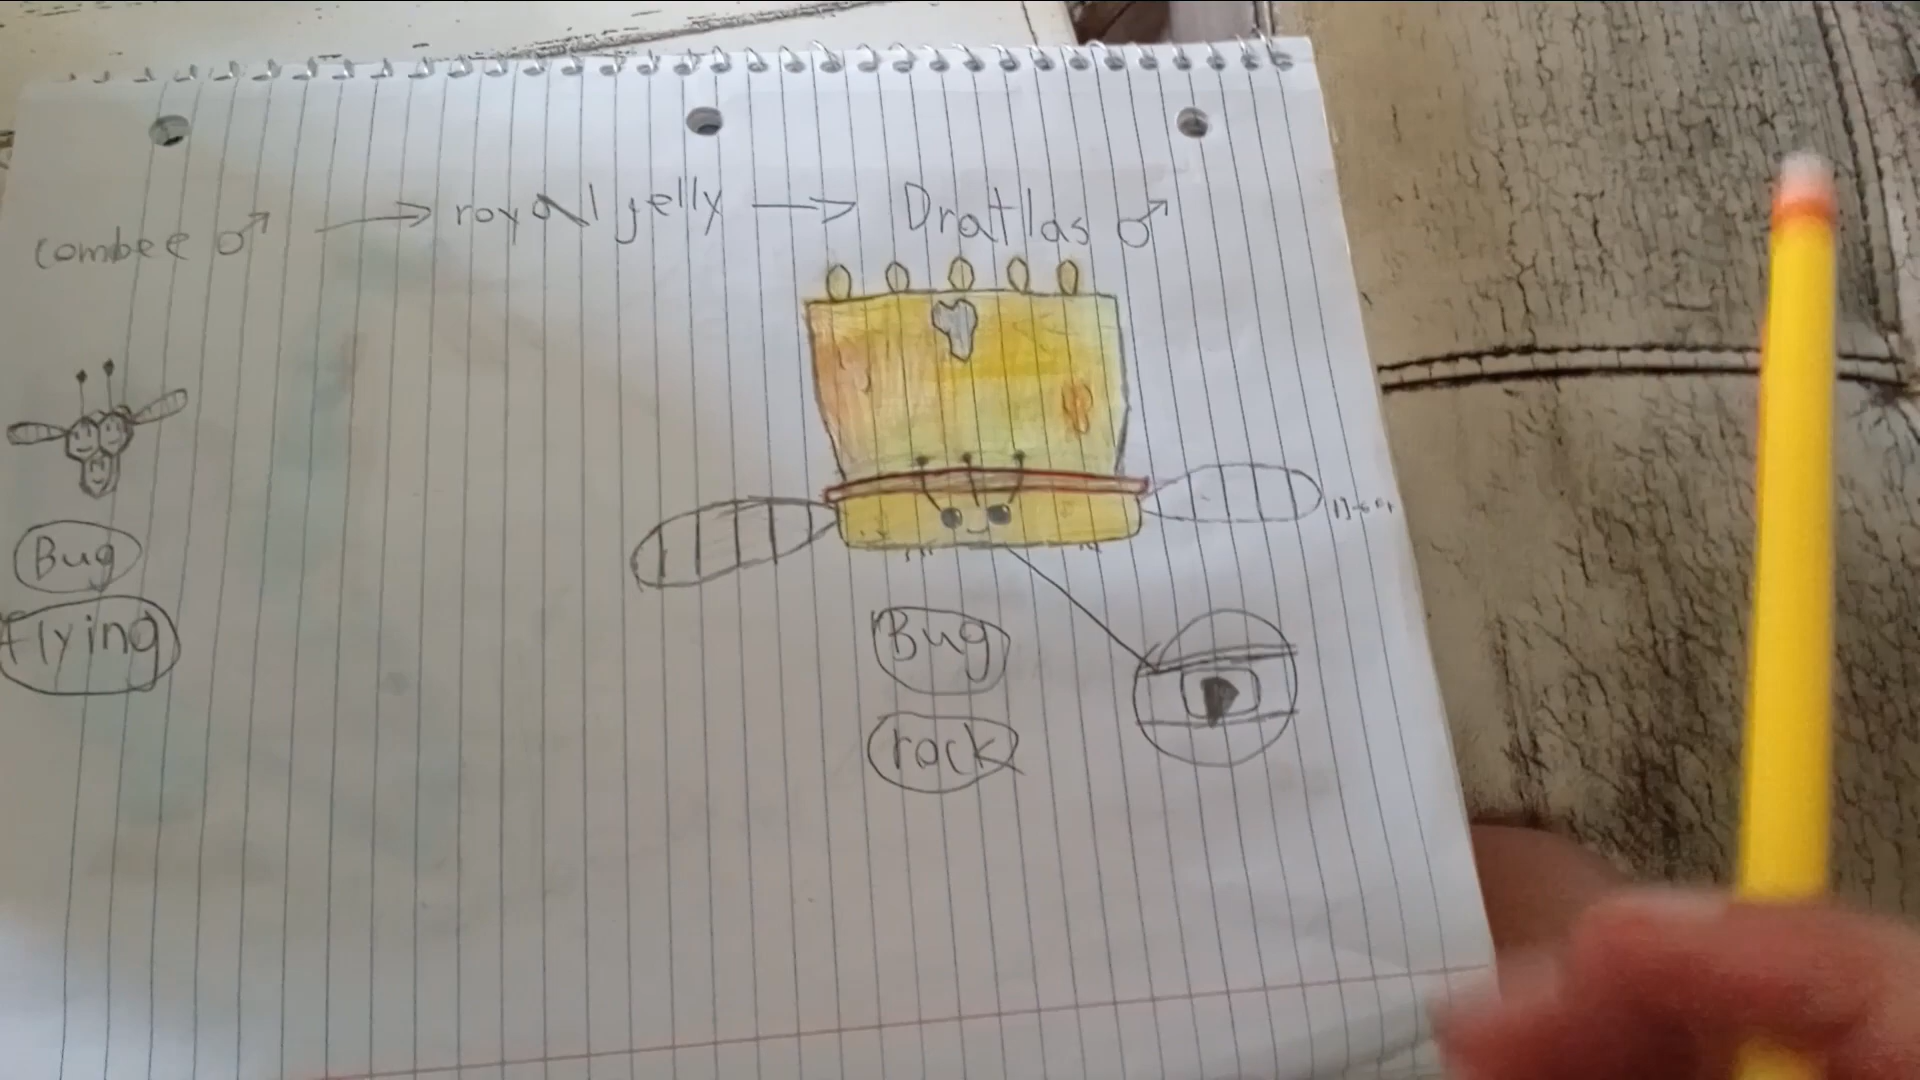 combee ♂ → royal jelly → Dratlas ♂
Bug
Flying
Bug
rock